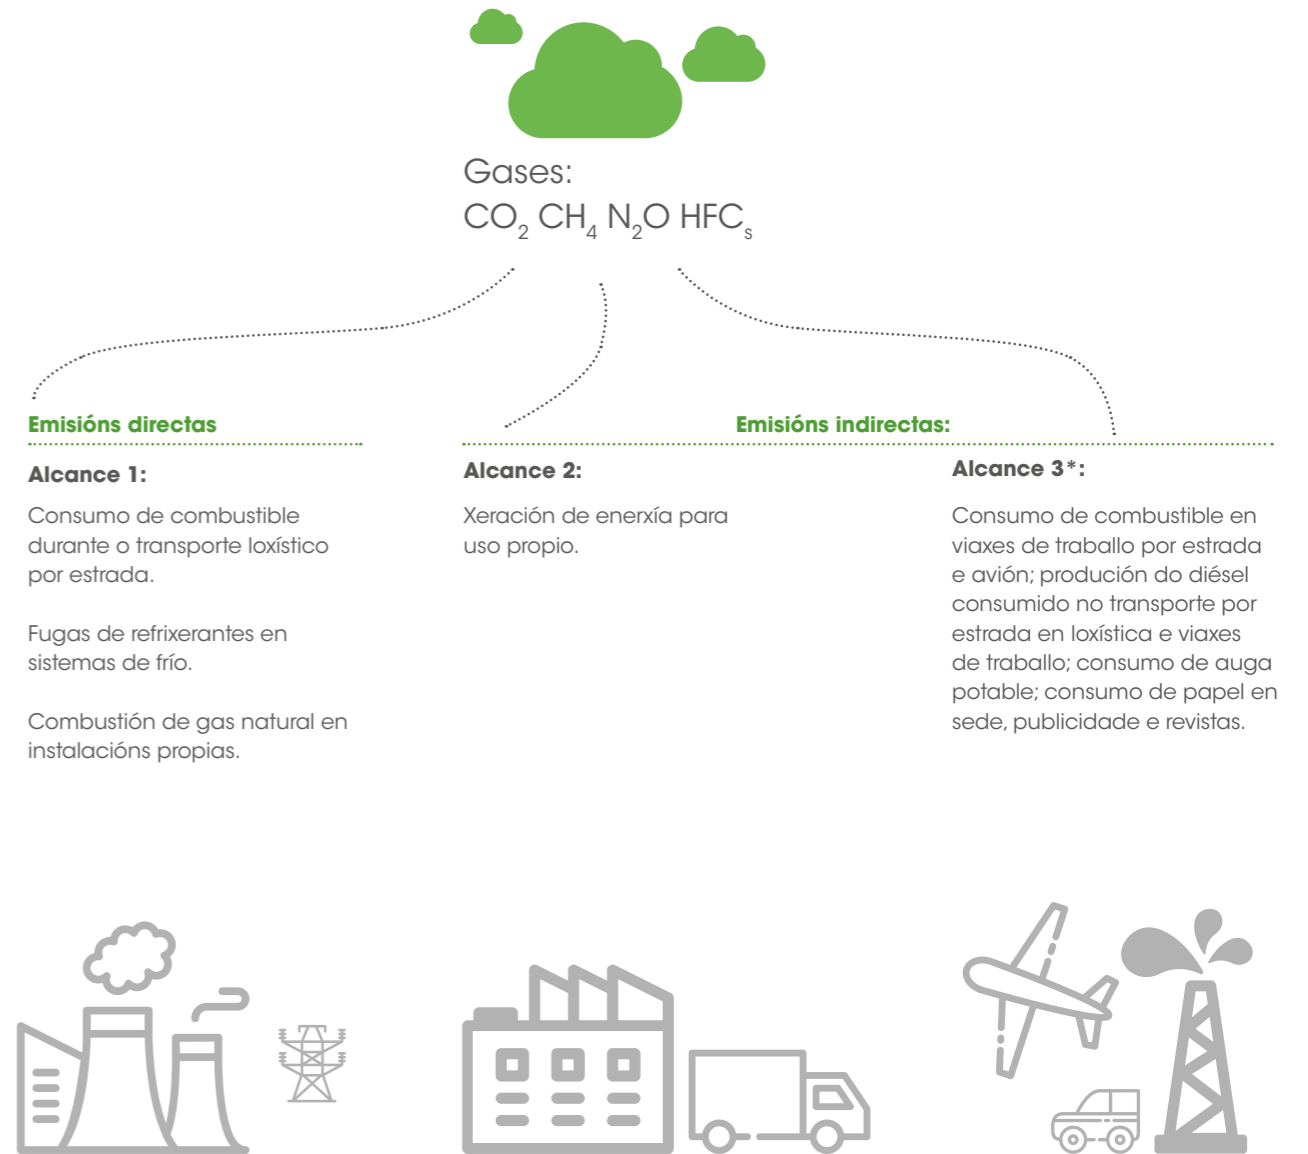 Gases:
CO₂ CH₄ N₂O HFCₛ
Emisións directas
Alcance 1:
Consumo de combustible
durante o transporte loxístico
por estrada.
Fugas de refrixerantes en
sistemas de frío.
Combustión de gas natural en
instalacións propias.
Emisións indirectas:
Alcance 2:
Xeración de enerxía para
uso propio.
Alcance 3*:
Consumo de combustible en
viaxes de traballo por estrada
e avión; produción do diésel
consumido no transporte por
estrada en loxística e viaxes
de traballo; consumo de auga
potable; consumo de papel en
sede, publicidade e revistas.